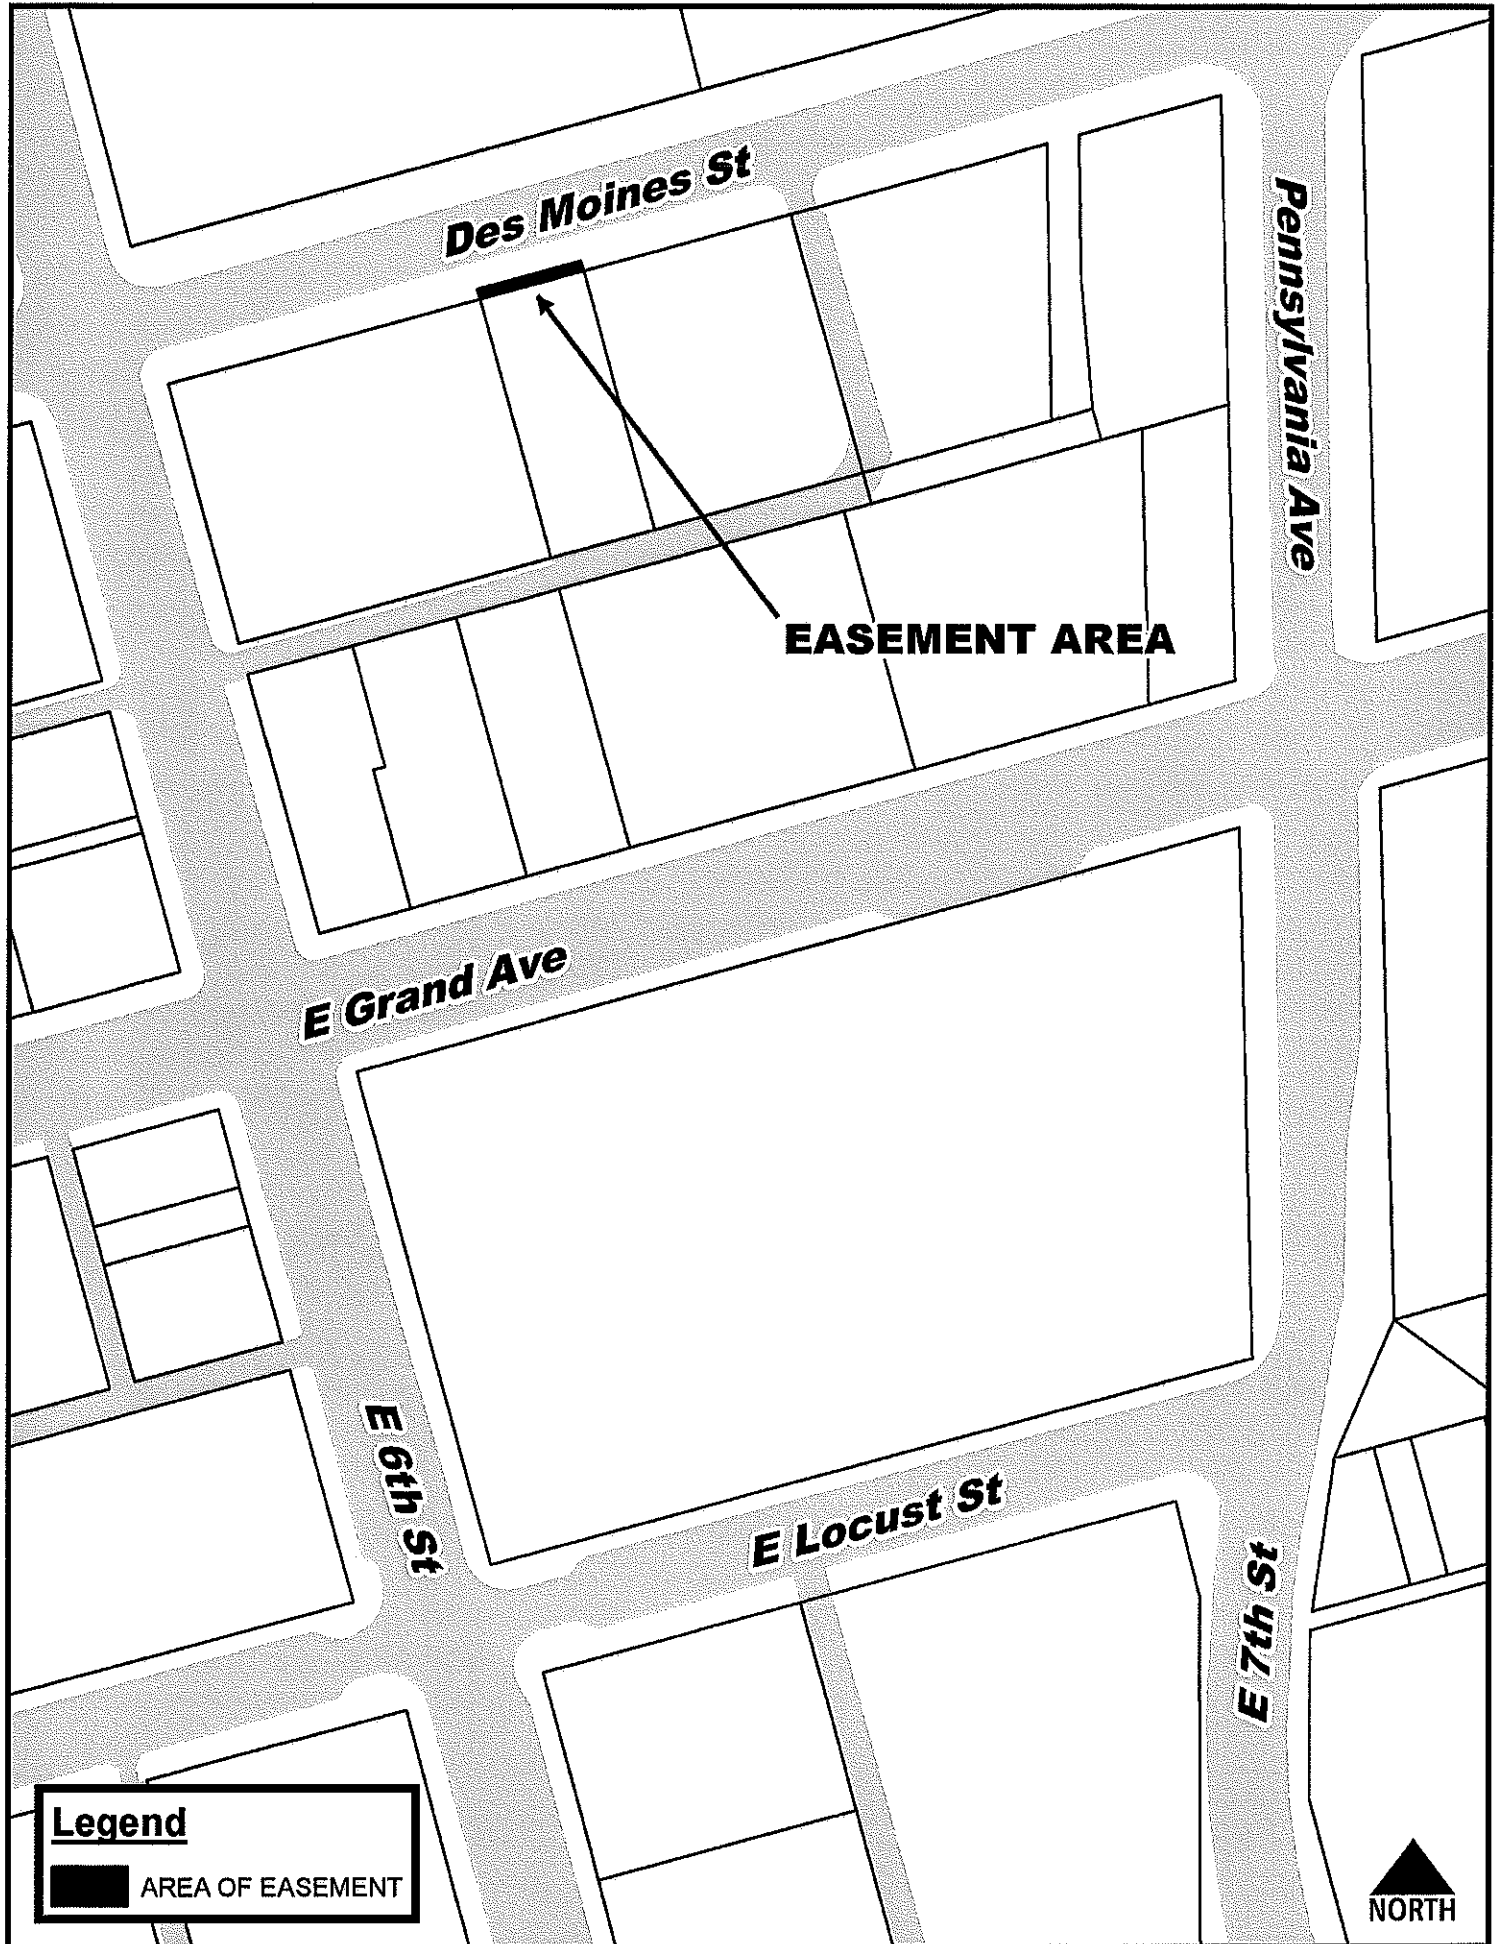 Des Moines St
Pennsylvania Ave
EASEMENT AREA
E Grand Ave
E 6th St
E Locust St
E 7th St
Legend
AREA OF EASEMENT
NORTH